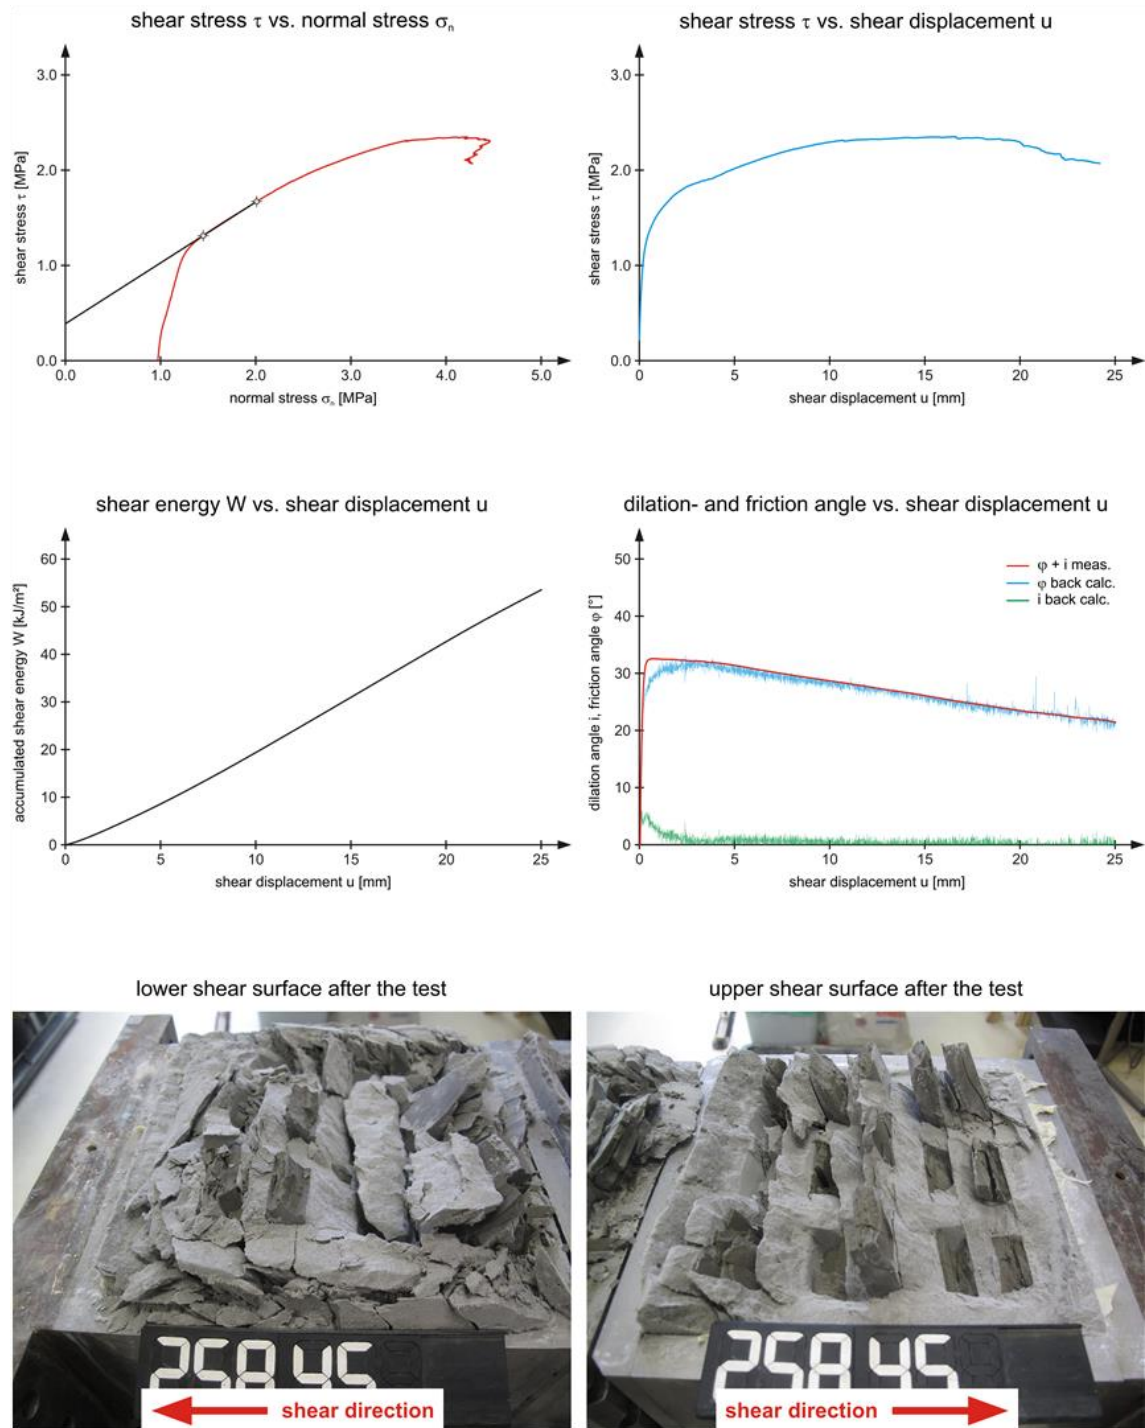 shear stress τ vs. normal stress σn
shear stress τ vs. shear displacement u
shear stress τ [MPa]
3.0
2.0
1.0
0.0
0.0 1.0 2.0 3.0 4.0 5.0
normal stress σn [MPa]
shear stress τ [MPa]
3.0
2.0
1.0
0.0
0 5 10 15 20 25
shear displacement u [mm]
shear energy W vs. shear displacement u
dilation- and friction angle vs. shear displacement u
accumulated shear energy W [kJ/m²]
60
50
40
30
20
10
0
0 5 10 15 20 25
shear displacement u [mm]
dilation angle i, friction angle φ [°]
50
40
30
20
10
0
φ + i meas.
φ back calc.
i back calc.
0 5 10 15 20 25
shear displacement u [mm]
lower shear surface after the test
upper shear surface after the test
258 45
shear direction
258 45
shear direction